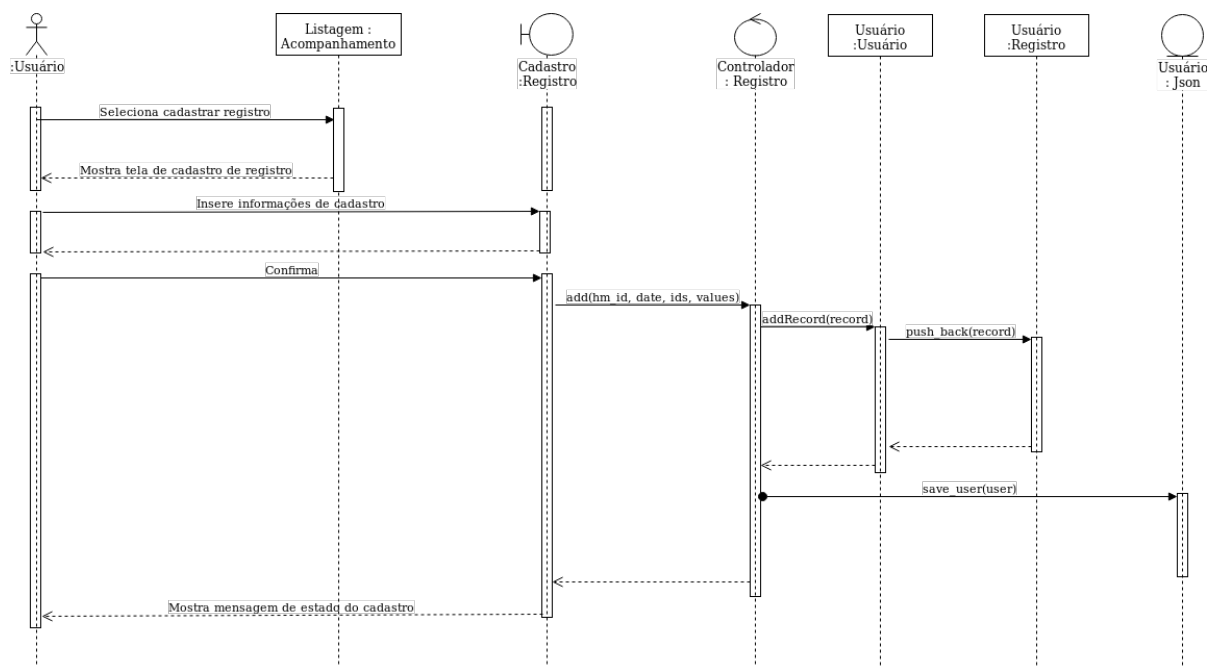 :Usuário
Listagem :
Acompanhamento
Cadastro
:Registro
Controlador
: Registro
Usuário
:Usuário
Usuário
:Registro
Usuário
: Json
Seleciona cadastrar registro
Mostra tela de cadastro de registro
Insere informações de cadastro
Confirma
add(hm_id, date, ids, values)
addRecord(record)
push_back(record)
save_user(user)
Mostra mensagem de estado do cadastro